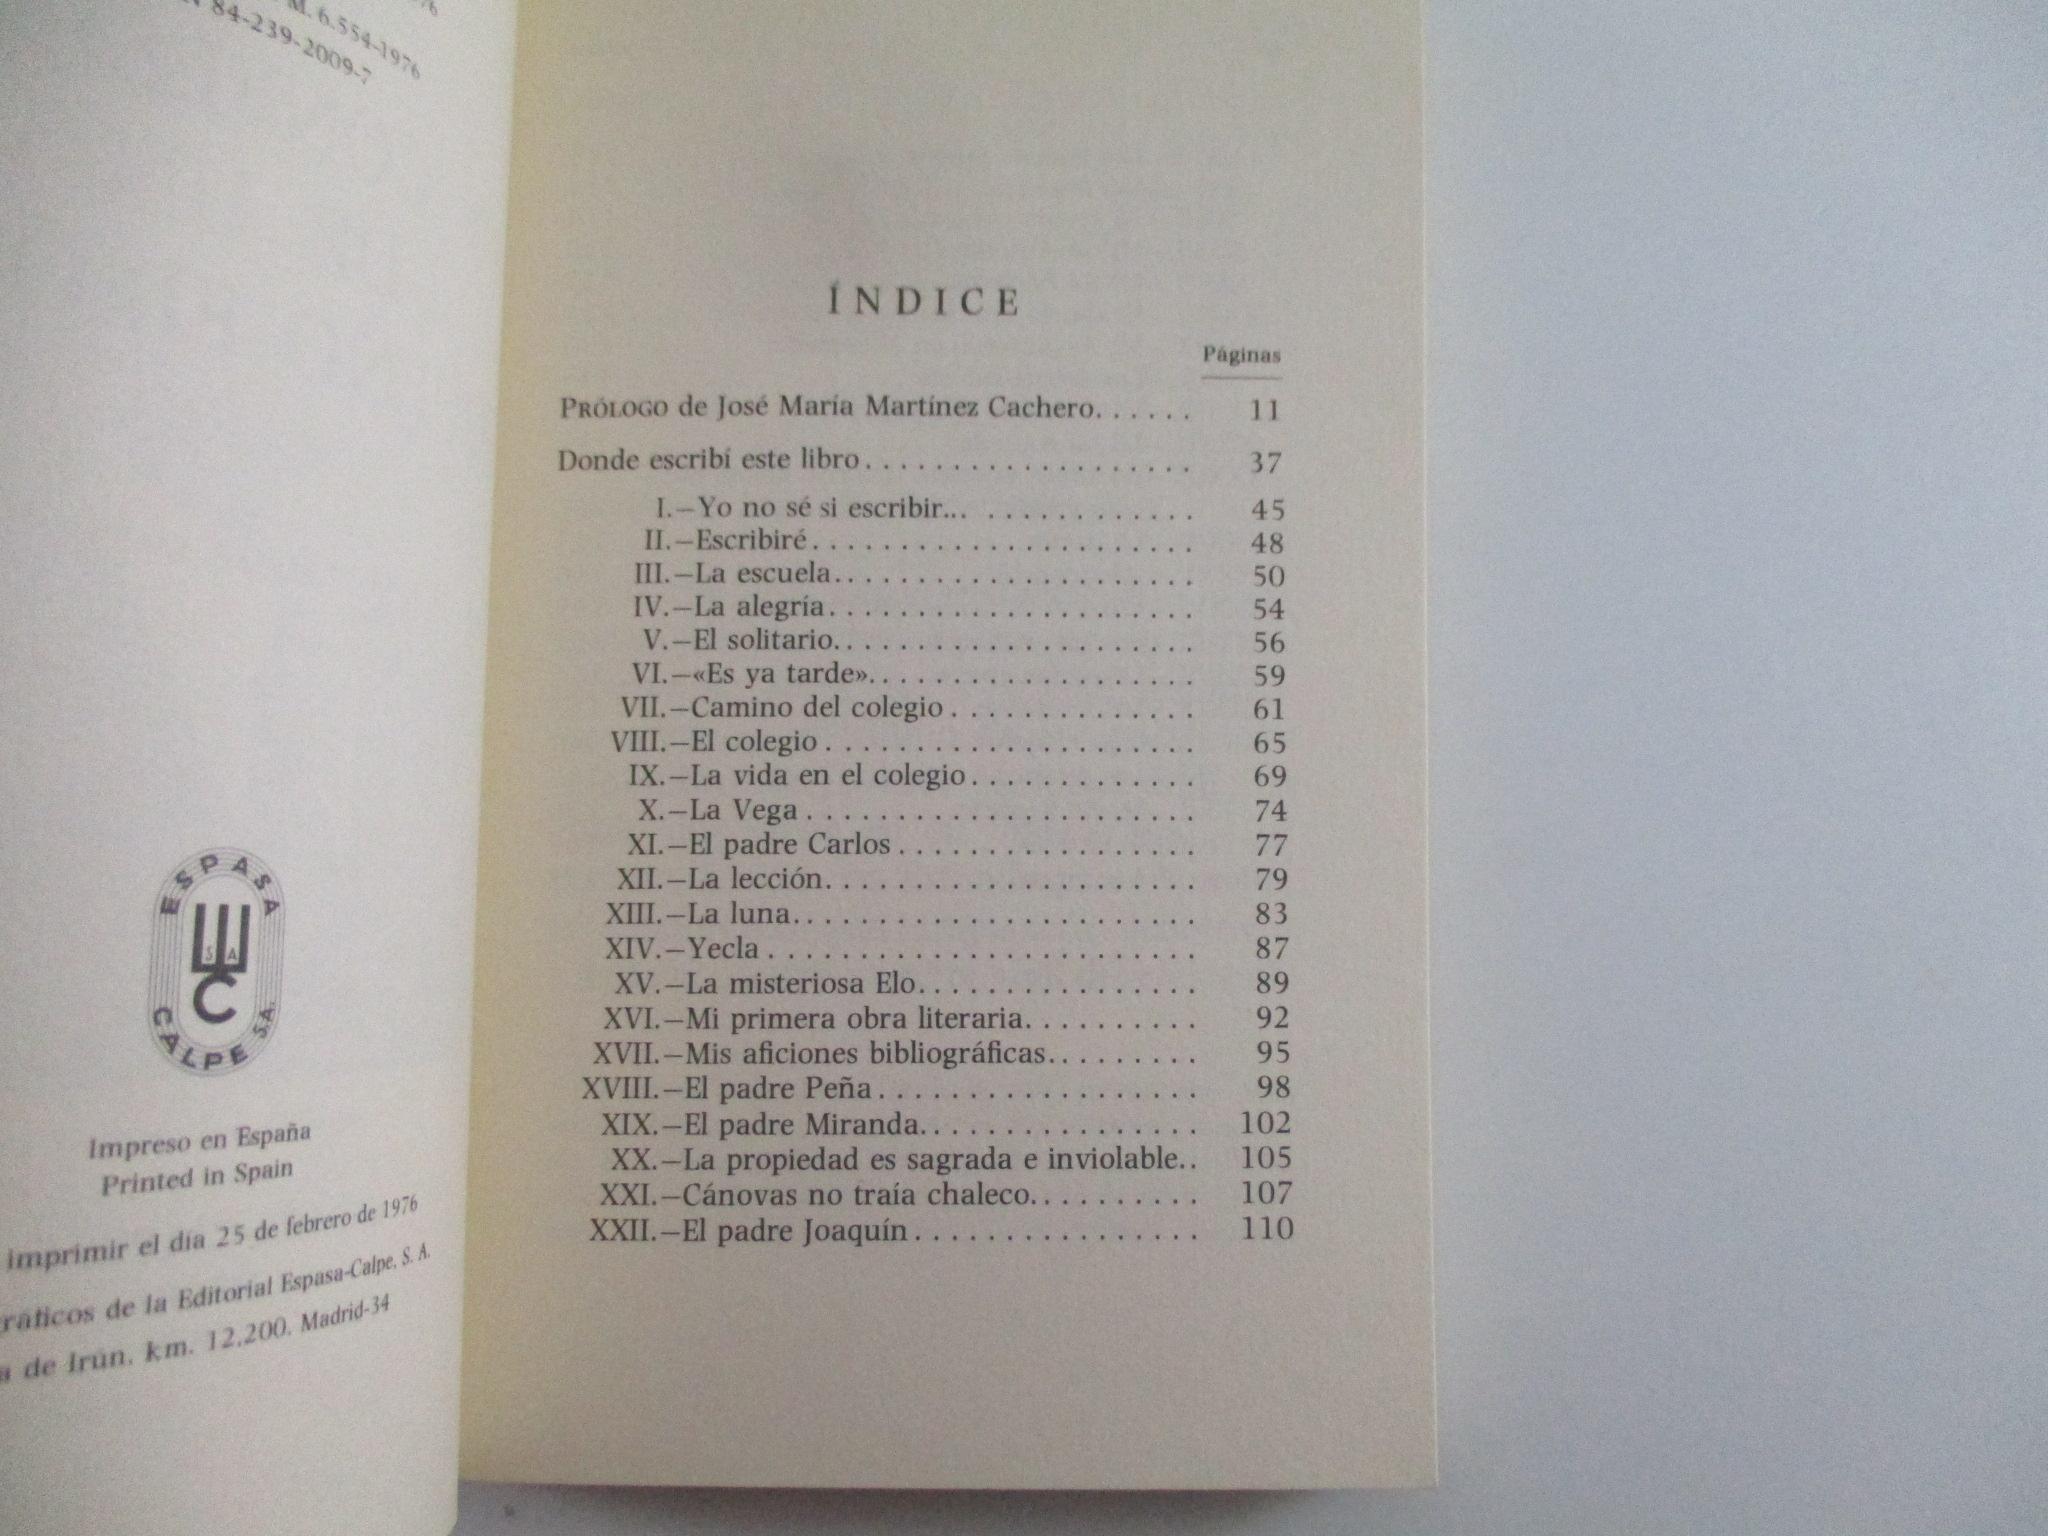 M. 6.554-1976
84-239-2009-7
ESPASA
S A
C
CALPE S.A.
Impreso en España
Printed in Spain
imprimir el día 25 de febrero de 1976
de la Editorial Espasa-Calpe, S. A.
de Irún, km. 12,200. Madrid-34
ÍNDICE
Páginas
PRÓLOGO de José María Martínez Cachero...... 11
Donde escribí este libro................... 37
I.—Yo no sé si escribir... ............ 45
II.—Escribiré...................... 48
III.—La escuela..................... 50
IV.—La alegría..................... 54
V.—El solitario..................... 56
VI.—«Es ya tarde».................. 59
VII.—Camino del colegio.............. 61
VIII.—El colegio..................... 65
IX.—La vida en el colegio............. 69
X.—La Vega....................... 74
XI.—El padre Carlos................. 77
XII.—La lección..................... 79
XIII.—La luna....................... 83
XIV.—Yecla........................ 87
XV.—La misteriosa Elo................ 89
XVI.—Mi primera obra literaria.......... 92
XVII.—Mis aficiones bibliográficas......... 95
XVIII.—El padre Peña.................. 98
XIX.—El padre Miranda................ 102
XX.—La propiedad es sagrada e inviolable.. 105
XXI.—Cánovas no traía chaleco.......... 107
XXII.—El padre Joaquín................ 110